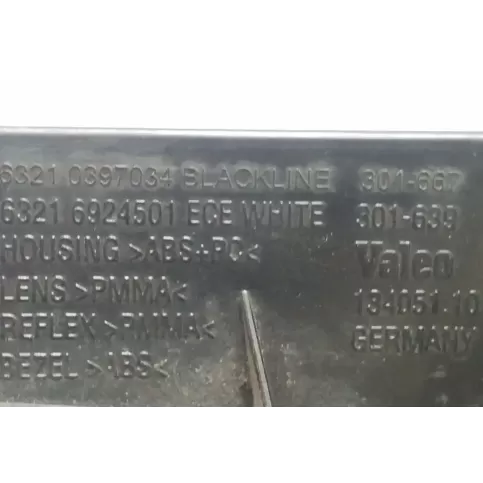 6321 0397034 BLACKLINE 301-667
6321 6924501 ECE WHITE 301-639
HOUSING >ABS+PC< Valeo
LENS >PMMA< 184051.10
REFLEX >PMMA< GERMANY
BEZEL >ABS<